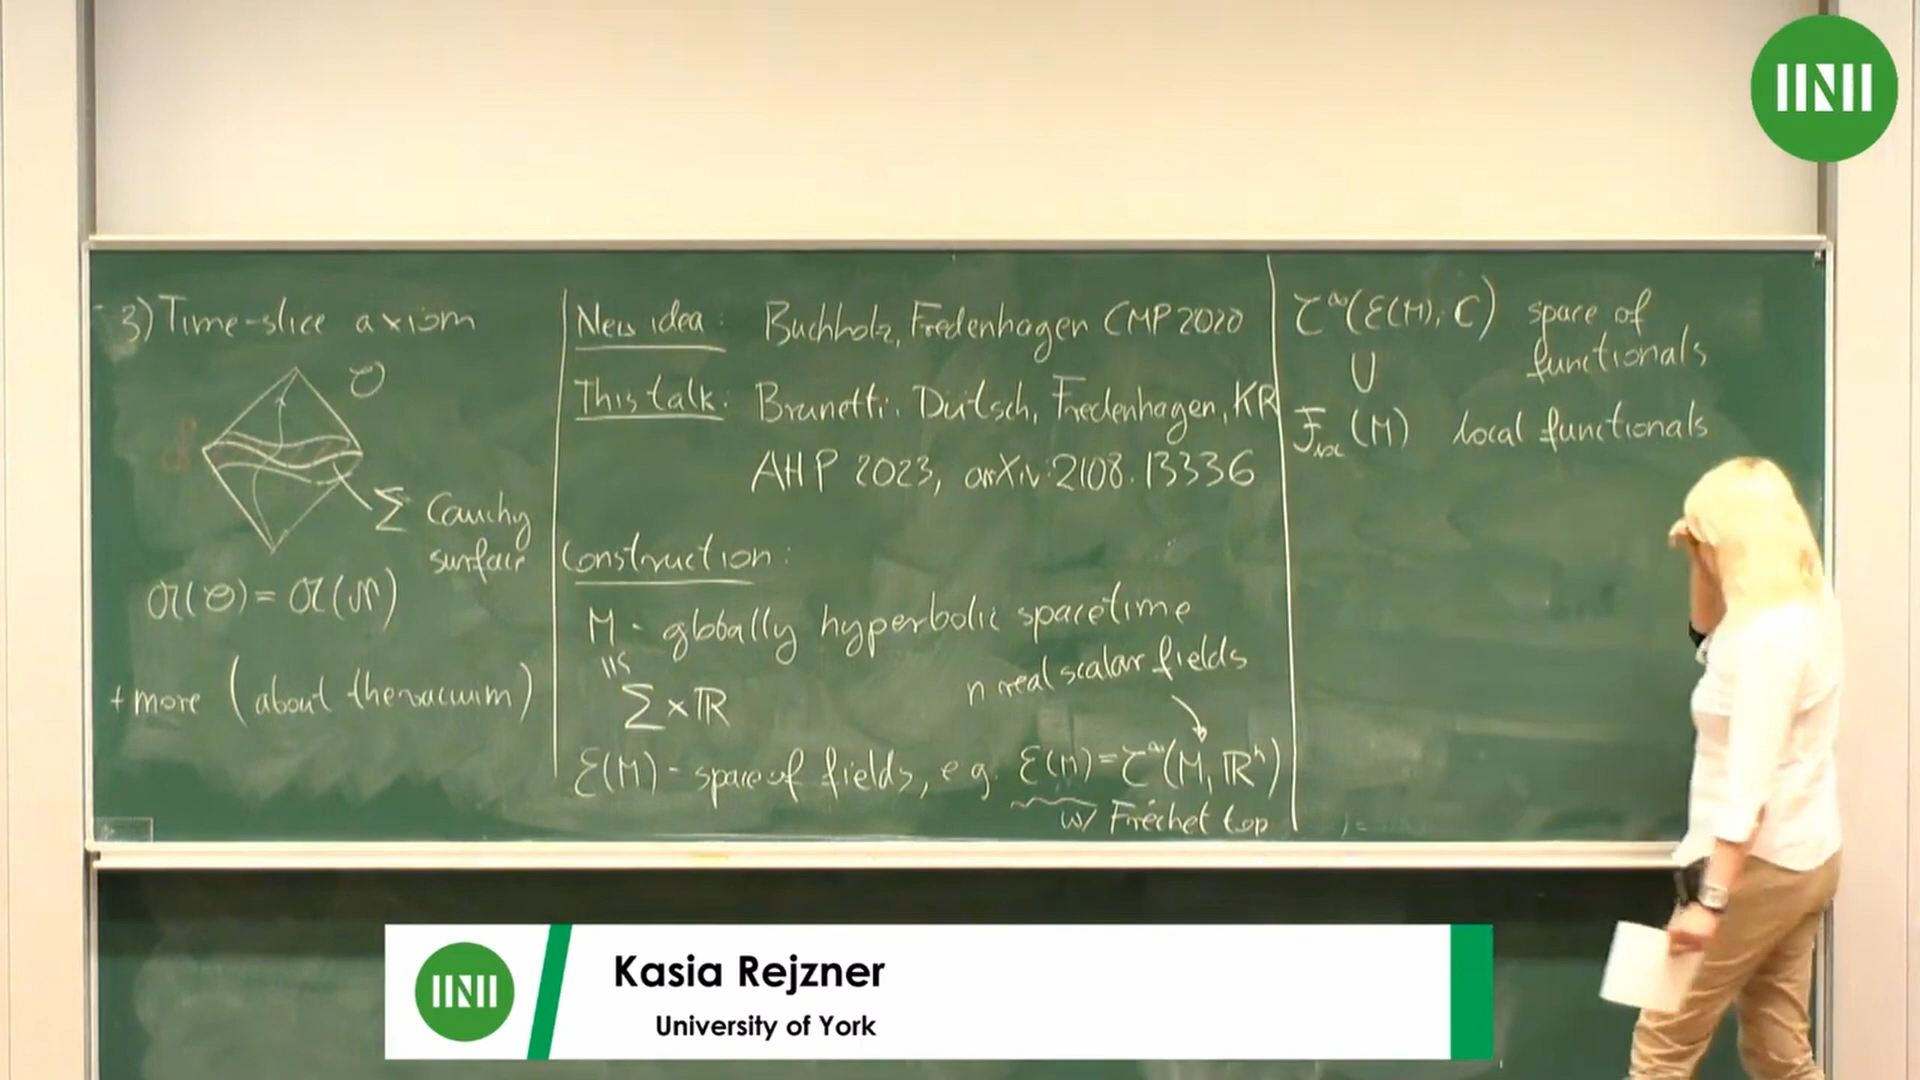 3) Time-slice axiom
O
Σ Cauchy
surface
𝔄(O) = 𝔄(N)
+ more (about the vacuum)
New idea: Buchholz, Fredenhagen CMP 2020
This talk: Brunetti, Dütsch, Fredenhagen, KR
AHP 2023, arXiv:2108.13336
Construction:
M - globally hyperbolic spacetime
≅
Σ × ℝ
n real scalar fields
ℰ(M) - space of fields, e.g. ℰ(M) = C^∞(M, ℝ^n)
w/ Fréchet top
C^∞(ℰ(M), ℂ) space of
functionals
∪
F_loc(M) local functionals
Kasia Rejzner
University of York